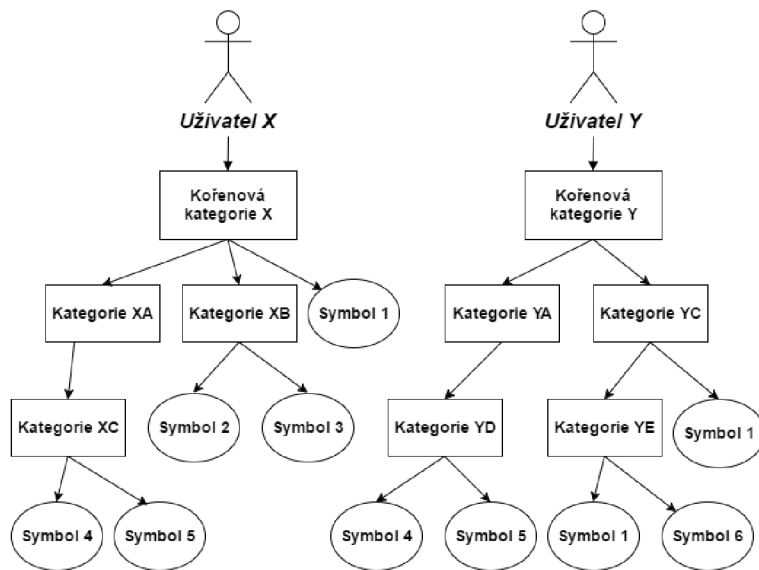 Uživatel X
Uživatel Y
Kořenová
kategorie X
Kořenová
kategorie Y
Kategorie XA
Kategorie XB
Symbol 1
Kategorie YA
Kategorie YC
Kategorie XC
Symbol 2
Symbol 3
Kategorie YD
Kategorie YE
Symbol 1
Symbol 4
Symbol 5
Symbol 4
Symbol 5
Symbol 1
Symbol 6